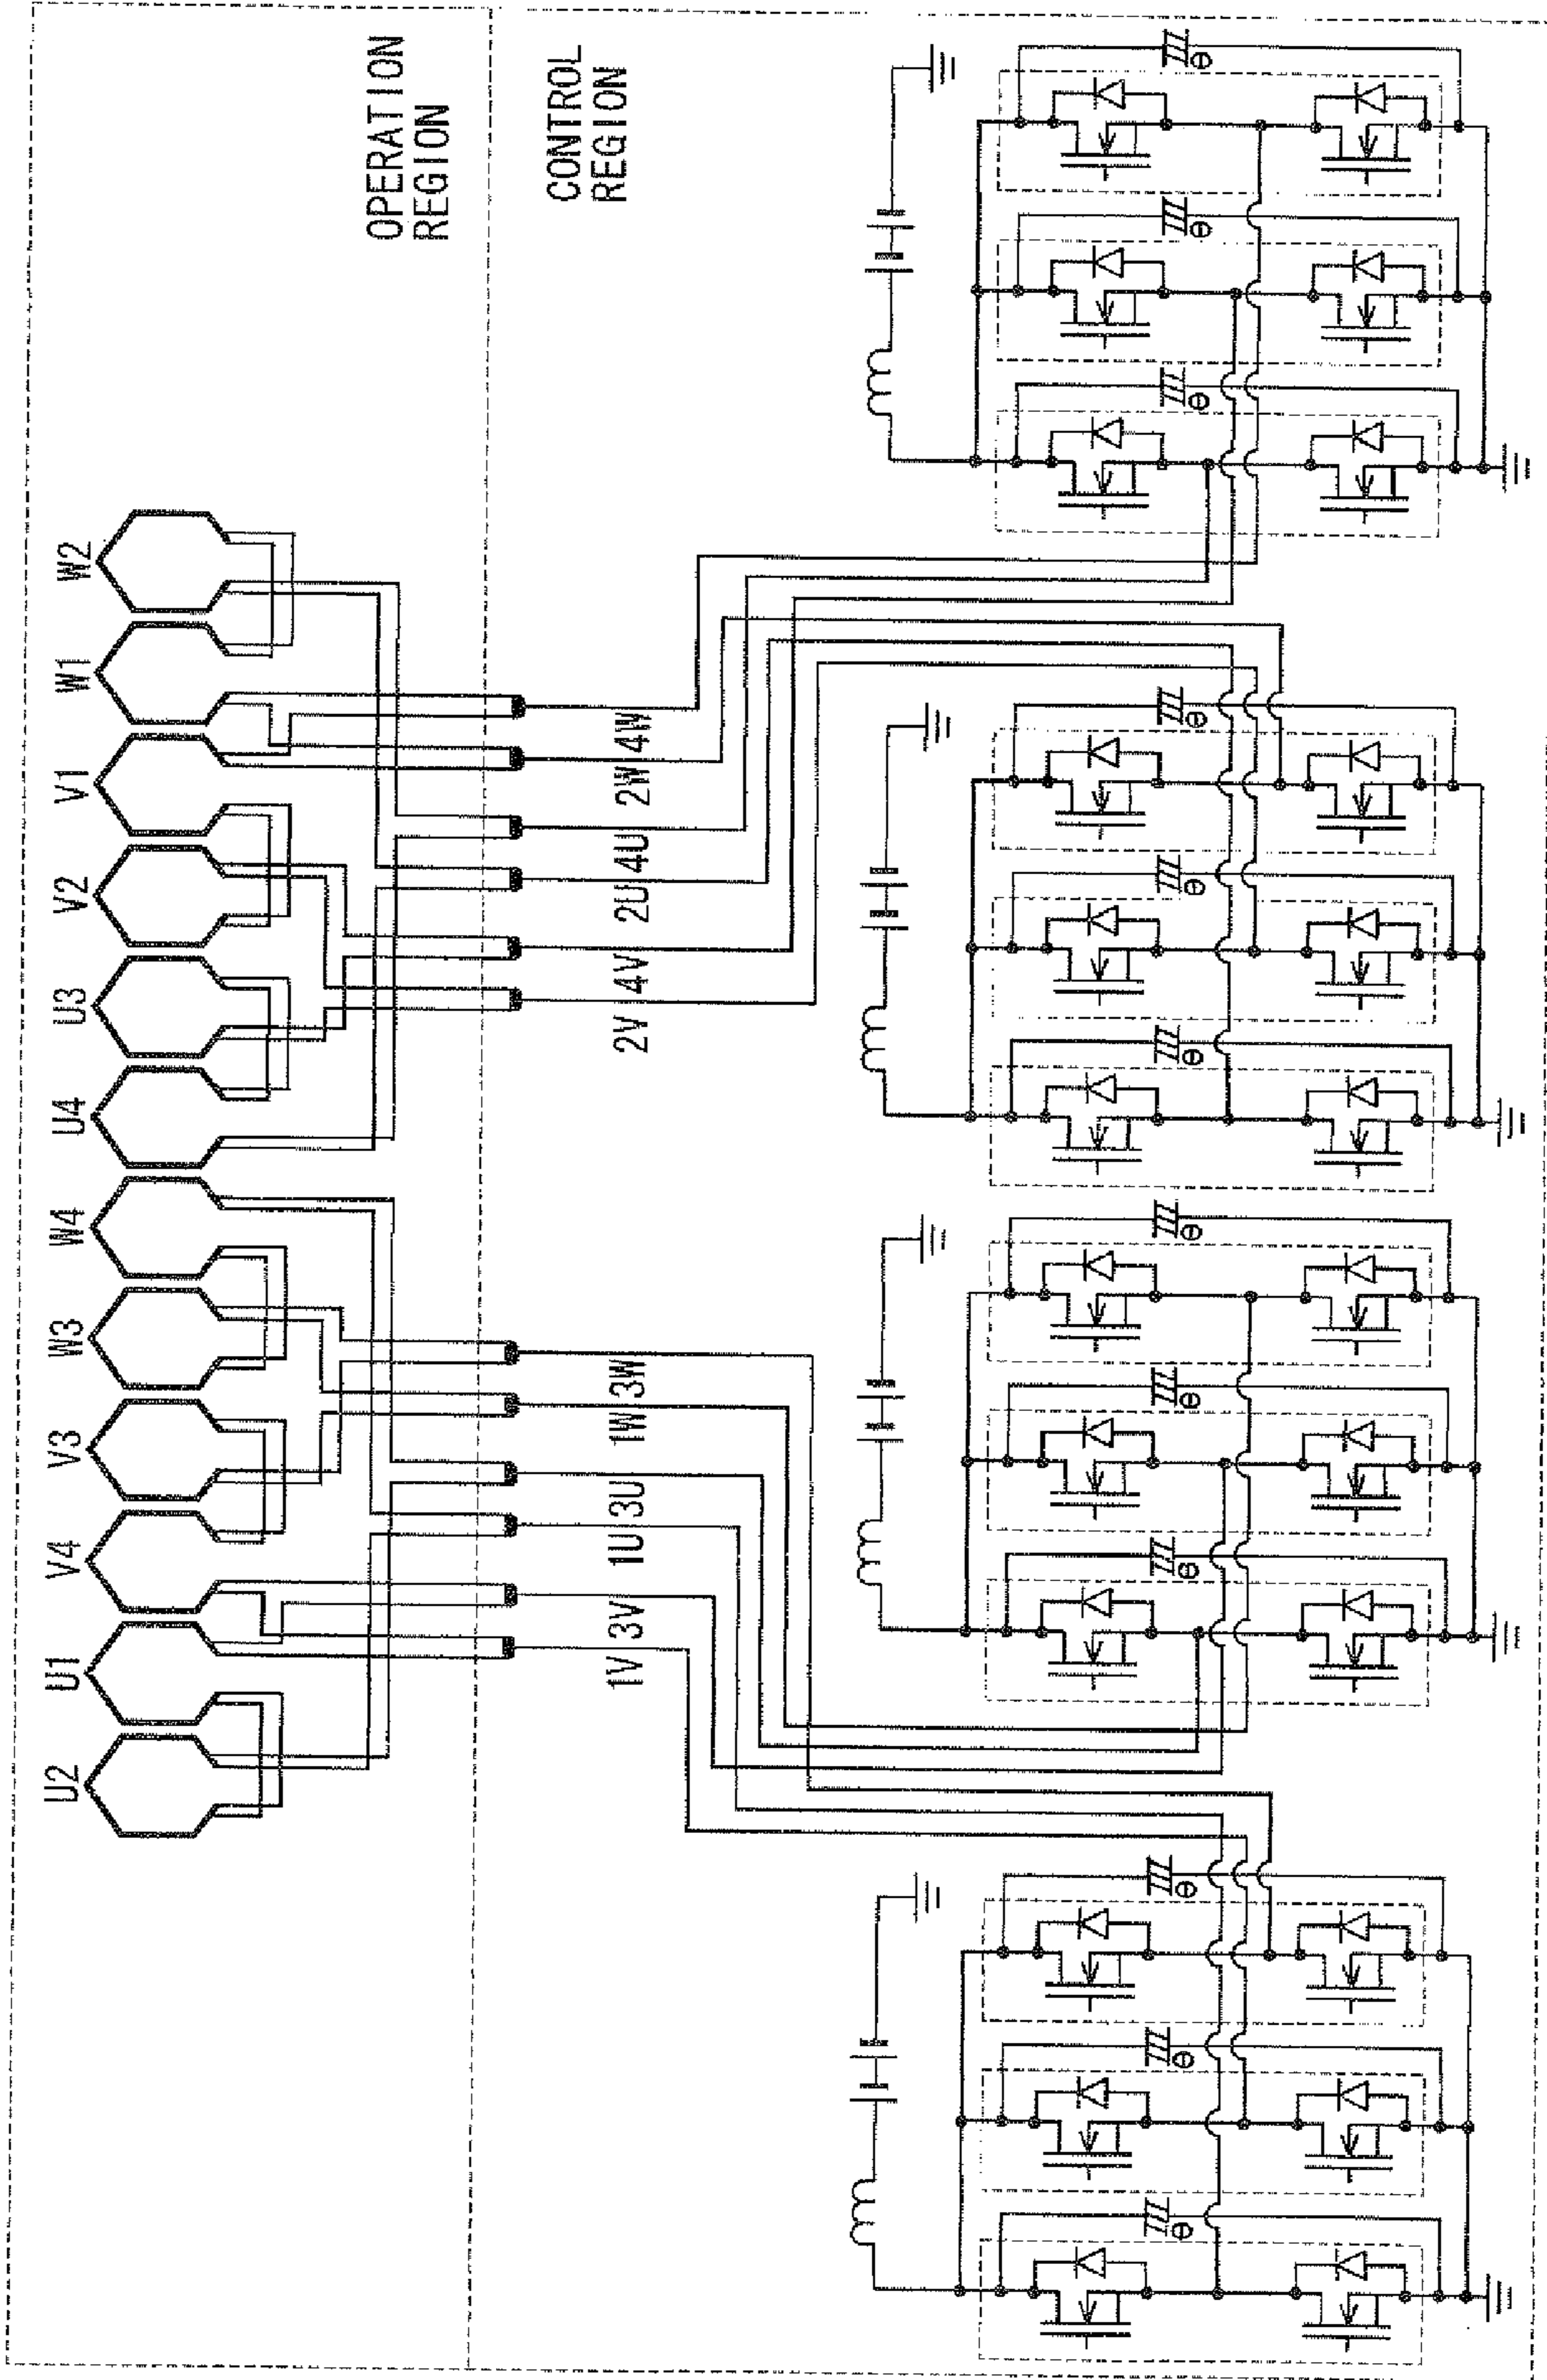 OPERATION
REGION
CONTROL
REGION
U2 U1 V4 V3 W3 W4 U4 U3 V2 V1 W1 W2
1V 3V 1U 3U 1W 3W 2V 4V 2U 4U 2W 4W